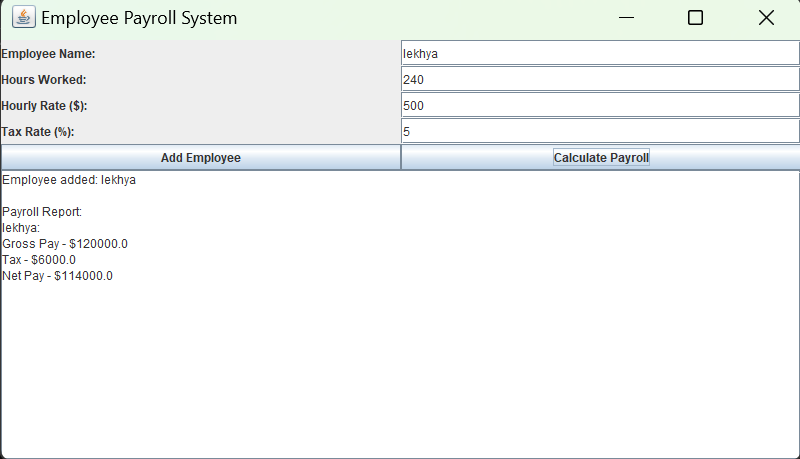 Employee Payroll System
Employee Name: lekhya
Hours Worked: 240
Hourly Rate ($): 500
Tax Rate (%): 5
Add Employee Calculate Payroll
Employee added: lekhya
Payroll Report:
lekhya:
Gross Pay - $120000.0
Tax - $6000.0
Net Pay - $114000.0